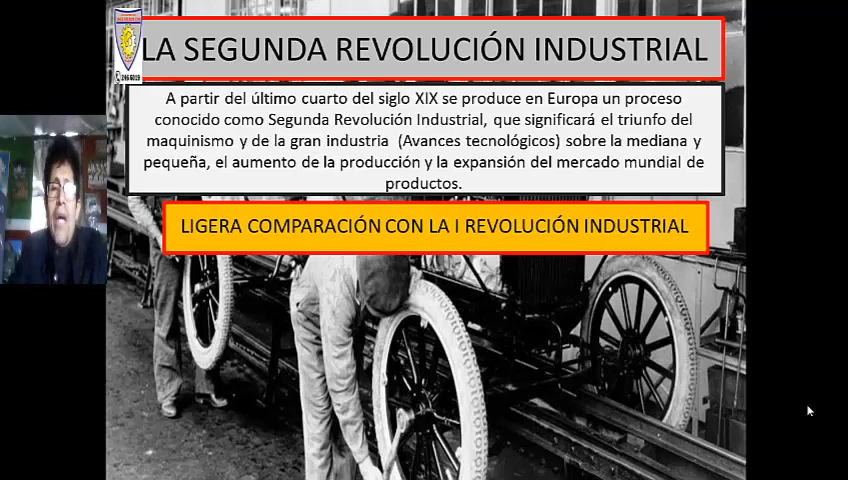 LA SEGUNDA REVOLUCIÓN INDUSTRIAL
A partir del último cuarto del siglo XIX se produce en Europa un proceso
conocido como Segunda Revolución Industrial, que significará el triunfo del
maquinismo y de la gran industria (Avances tecnológicos) sobre la mediana y
pequeña, el aumento de la producción y la expansión del mercado mundial de
productos.
LIGERA COMPARACIÓN CON LA I REVOLUCIÓN INDUSTRIAL